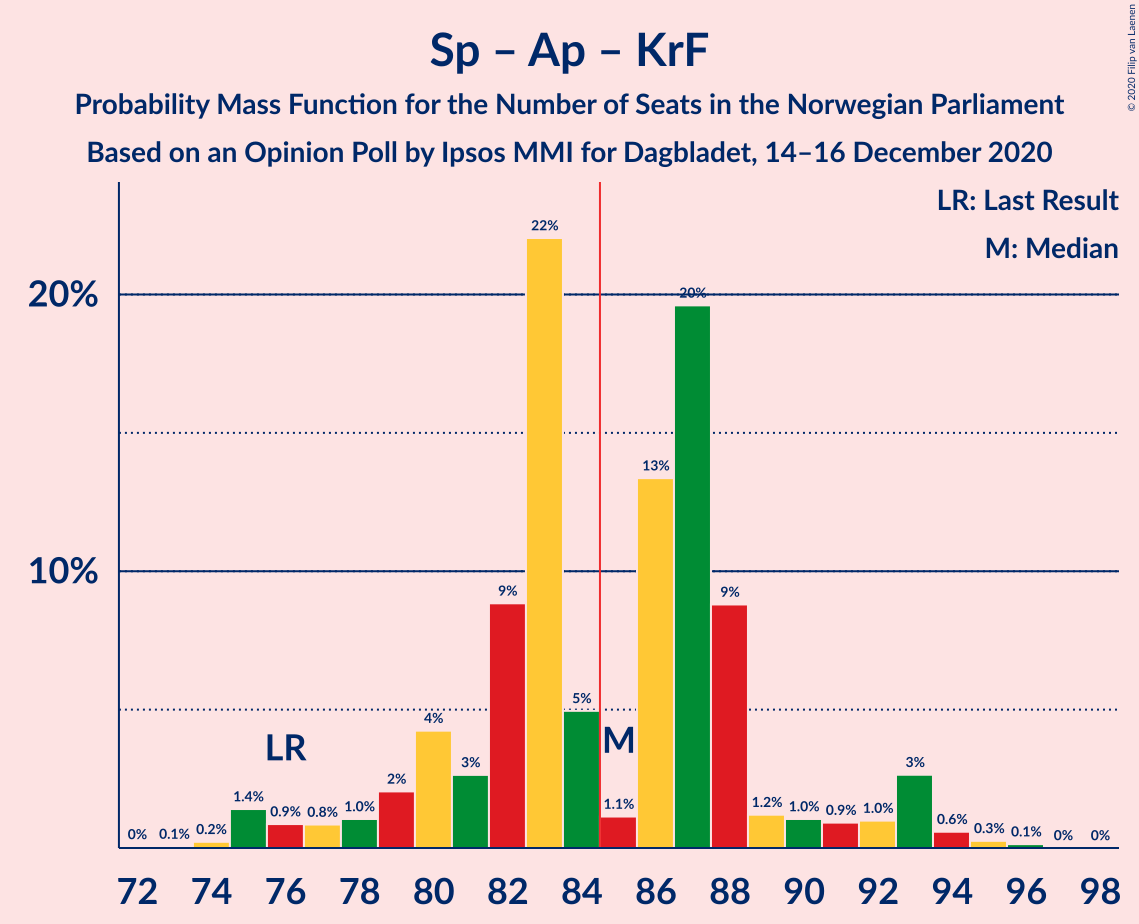 © 2020 Filip van Laenen
Sp – Ap – KrF
Probability Mass Function for the Number of Seats in the Norwegian Parliament
Based on an Opinion Poll by Ipsos MMI for Dagbladet, 14–16 December 2020
LR: Last Result
M: Median
20%
10%
0% 0.1% 0.2% 1.4% 0.9% 0.8% 1.0% 2% 4% 3% 9% 22% 5% 1.1% 13% 20% 9% 1.2% 1.0% 0.9% 1.0% 3% 0.6% 0.3% 0.1% 0% 0%
LR M
72 74 76 78 80 82 84 86 88 90 92 94 96 98